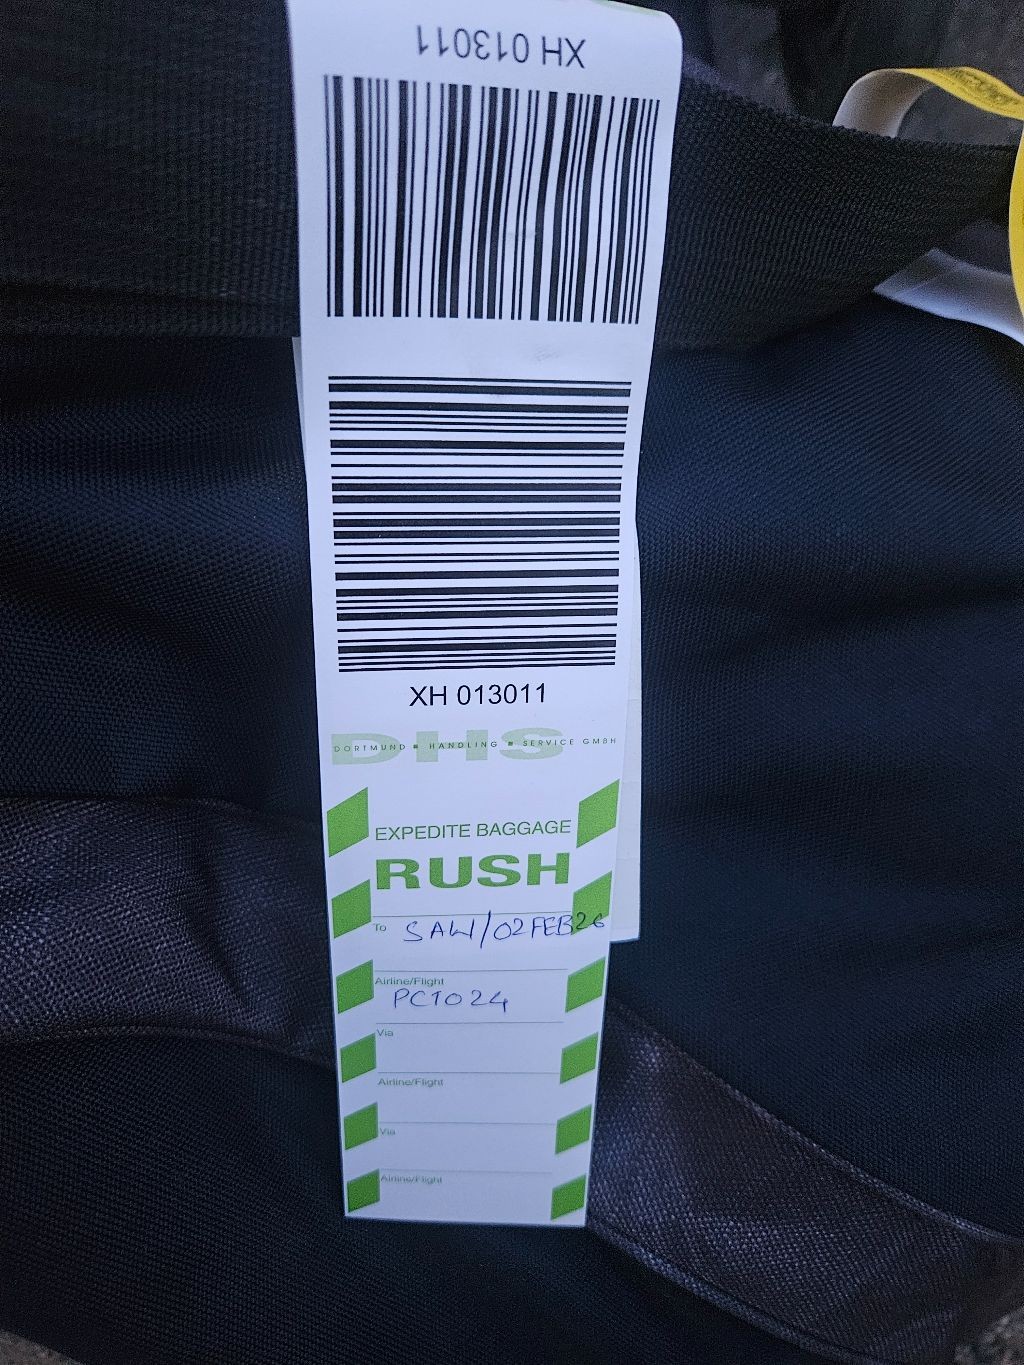 XH 013011
XH 013011
DHS
DORTMUND ■ HANDLING ■ SERVICE GMBH
EXPEDITE BAGGAGE
RUSH
To SAW/02FEB26
Airline/Flight
PC1024
Via
Airline/Flight
Via
Airline/Flight